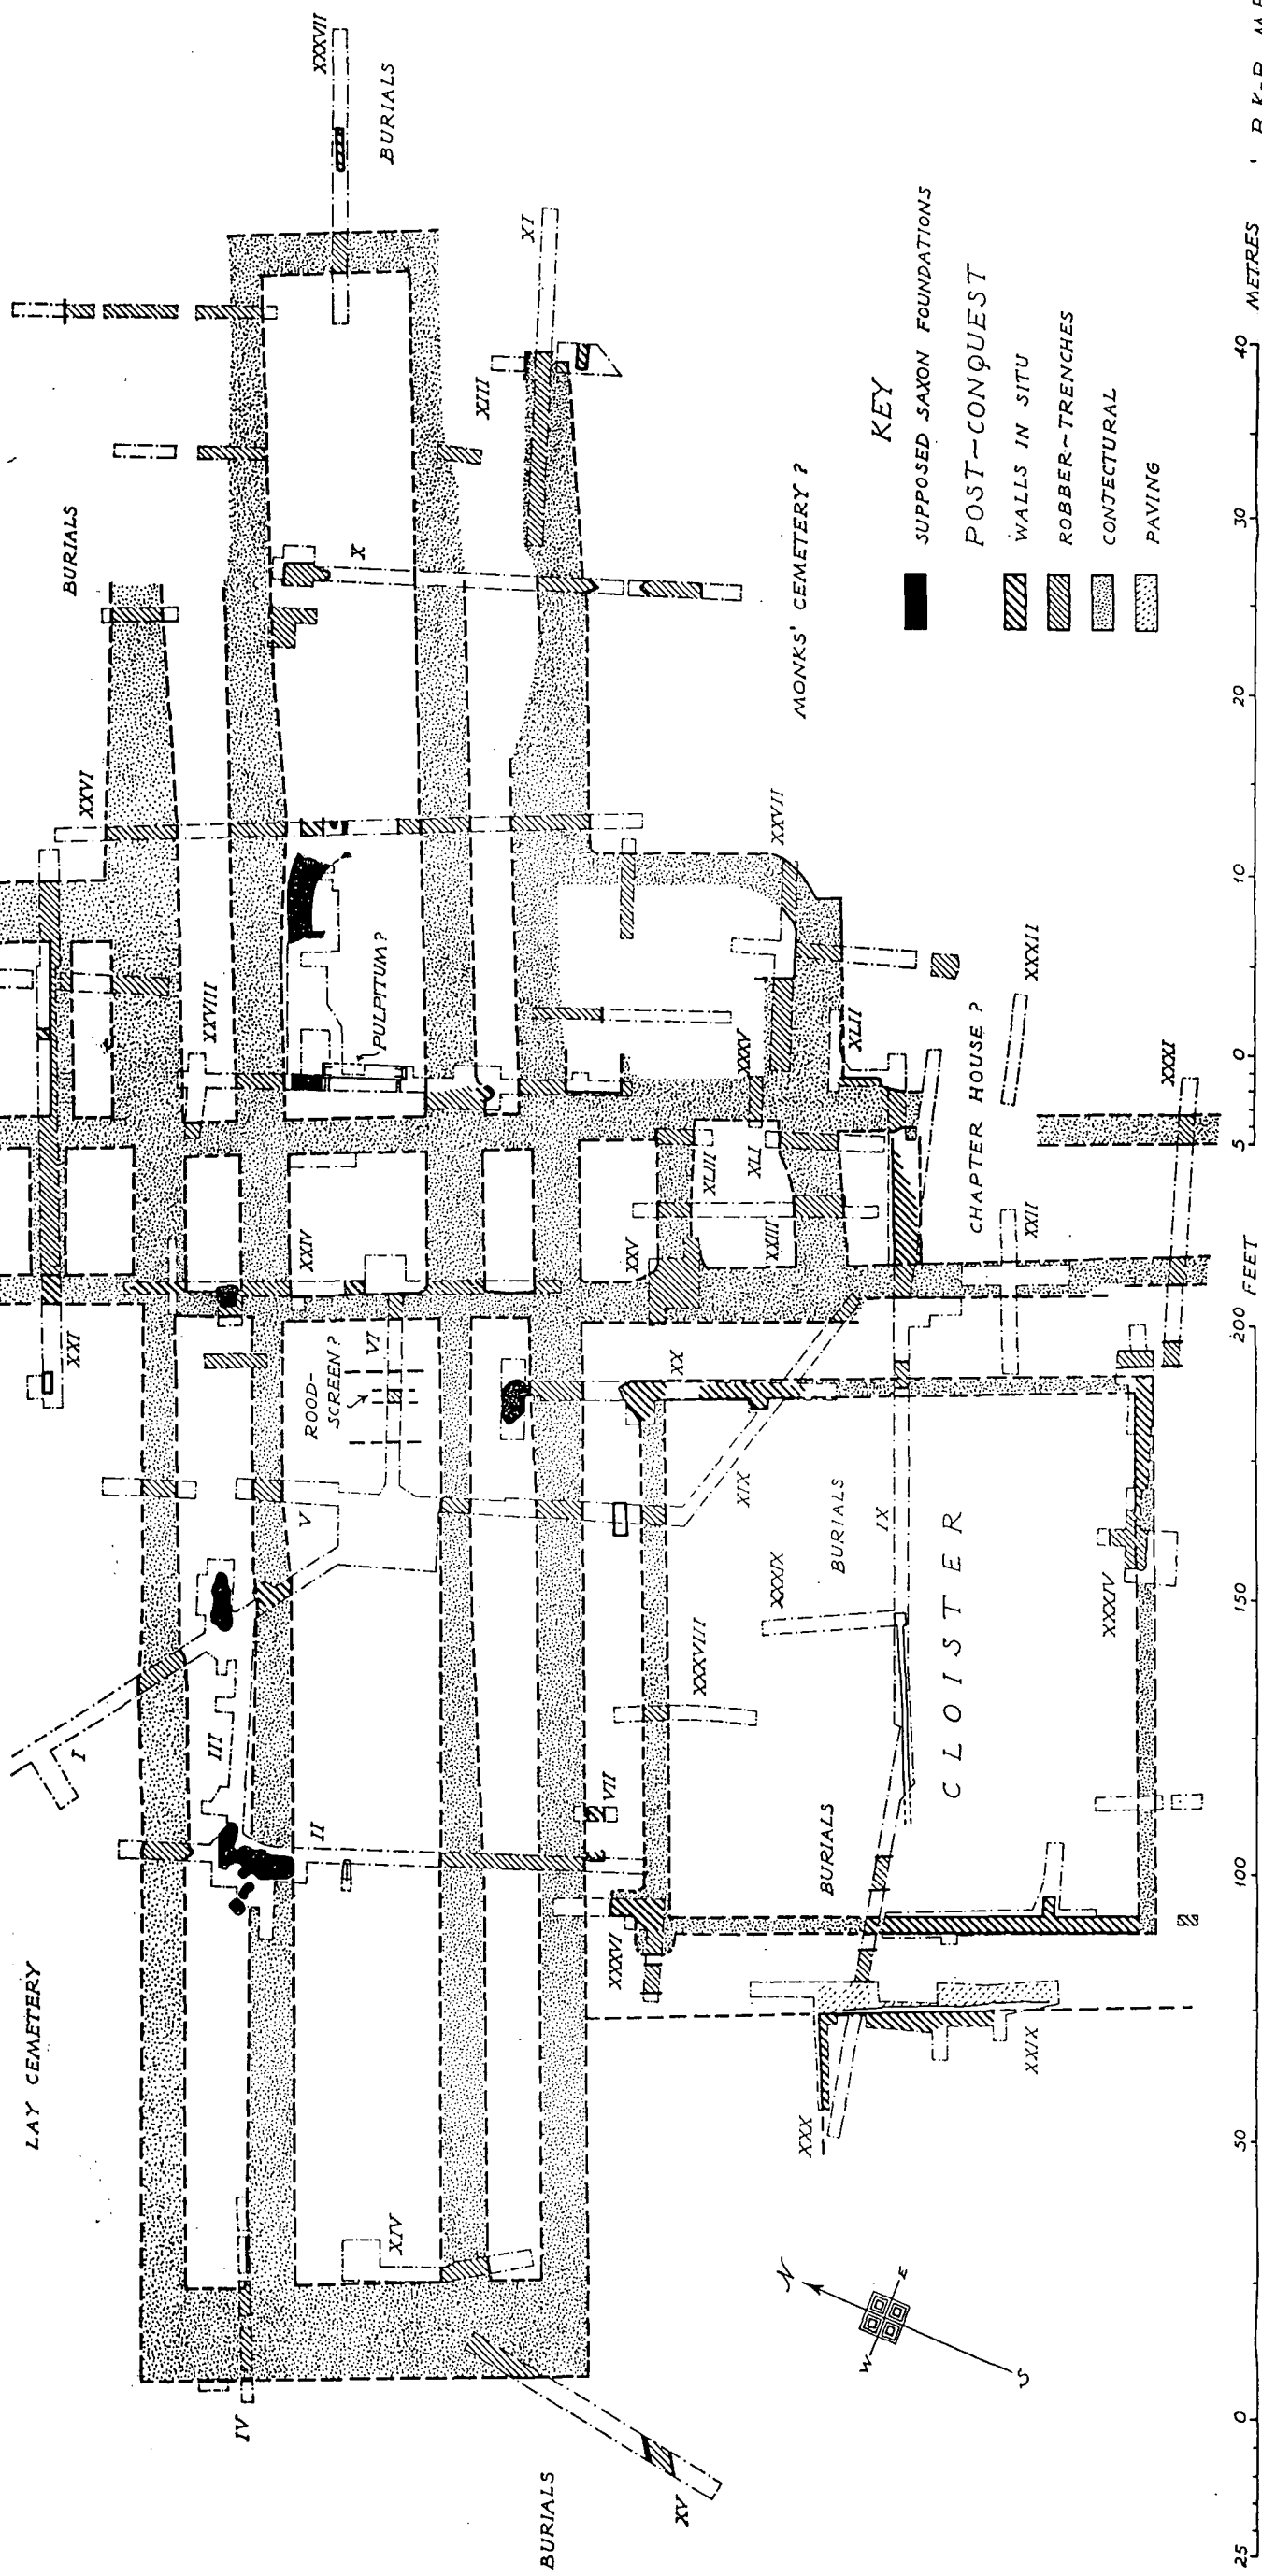 LAY CEMETERY
I
XXI
XXVI
BURIALS
III
XXVIII
IV
II
V
VI
XXIV
ROOD-
SCREEN ?
PULPITUM ?
X
XXXVII
BURIALS
XIV
XIII
XI
BURIALS
XV
XXXVI
VII
XXXVIII
XX
XXV
XLIII
XLI
XXXV
XXVII
MONKS' CEMETERY ?
XXIII
XLII
XXXIX
XIX
BURIALS
BURIALS
IX
CLOISTER
XXX
XXIX
XXXIV
CHAPTER HOUSE ?
XXII
XXXII
XXXI
N
W
E
S
KEY
SUPPOSED SAXON FOUNDATIONS
POST-CONQUEST
WALLS IN SITU
ROBBER-TRENCHES
CONJECTURAL
PAVING
25 0 50 100 150 200 FEET
5 0 10 20 30 40 METRES